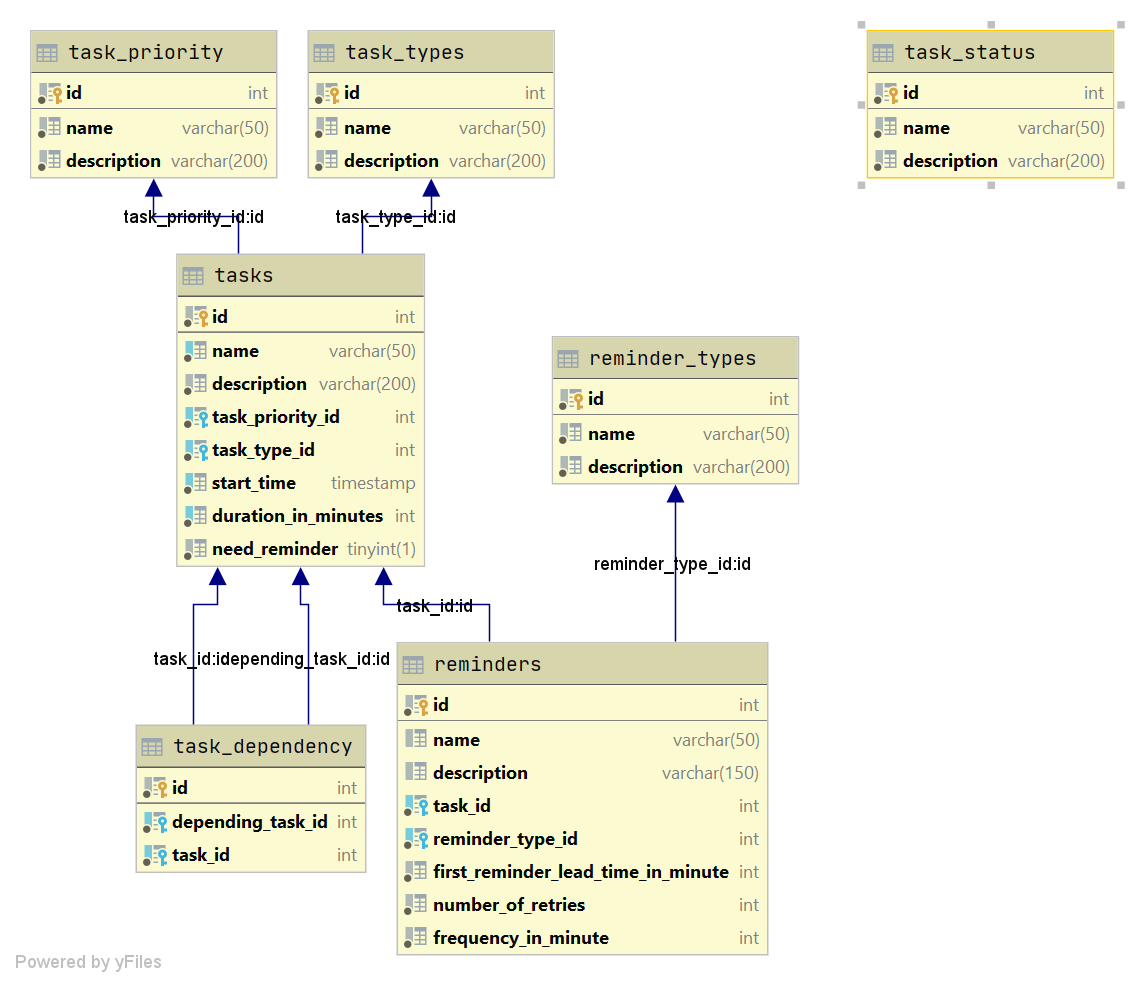 task_priority
id int
name varchar(50)
description varchar(200)
task_types
id int
name varchar(50)
description varchar(200)
task_status
id int
name varchar(50)
description varchar(200)
task_priority_id:id
task_type_id:id
tasks
id int
name varchar(50)
description varchar(200)
task_priority_id int
task_type_id int
start_time timestamp
duration_in_minutes int
need_reminder tinyint(1)
reminder_types
id int
name varchar(50)
description varchar(200)
reminder_type_id:id
task_id:id
task_id:idepending_task_id:id
reminders
id int
name varchar(50)
description varchar(150)
task_id int
reminder_type_id int
first_reminder_lead_time_in_minute int
number_of_retries int
frequency_in_minute int
task_dependency
id int
depending_task_id int
task_id int
Powered by yFiles